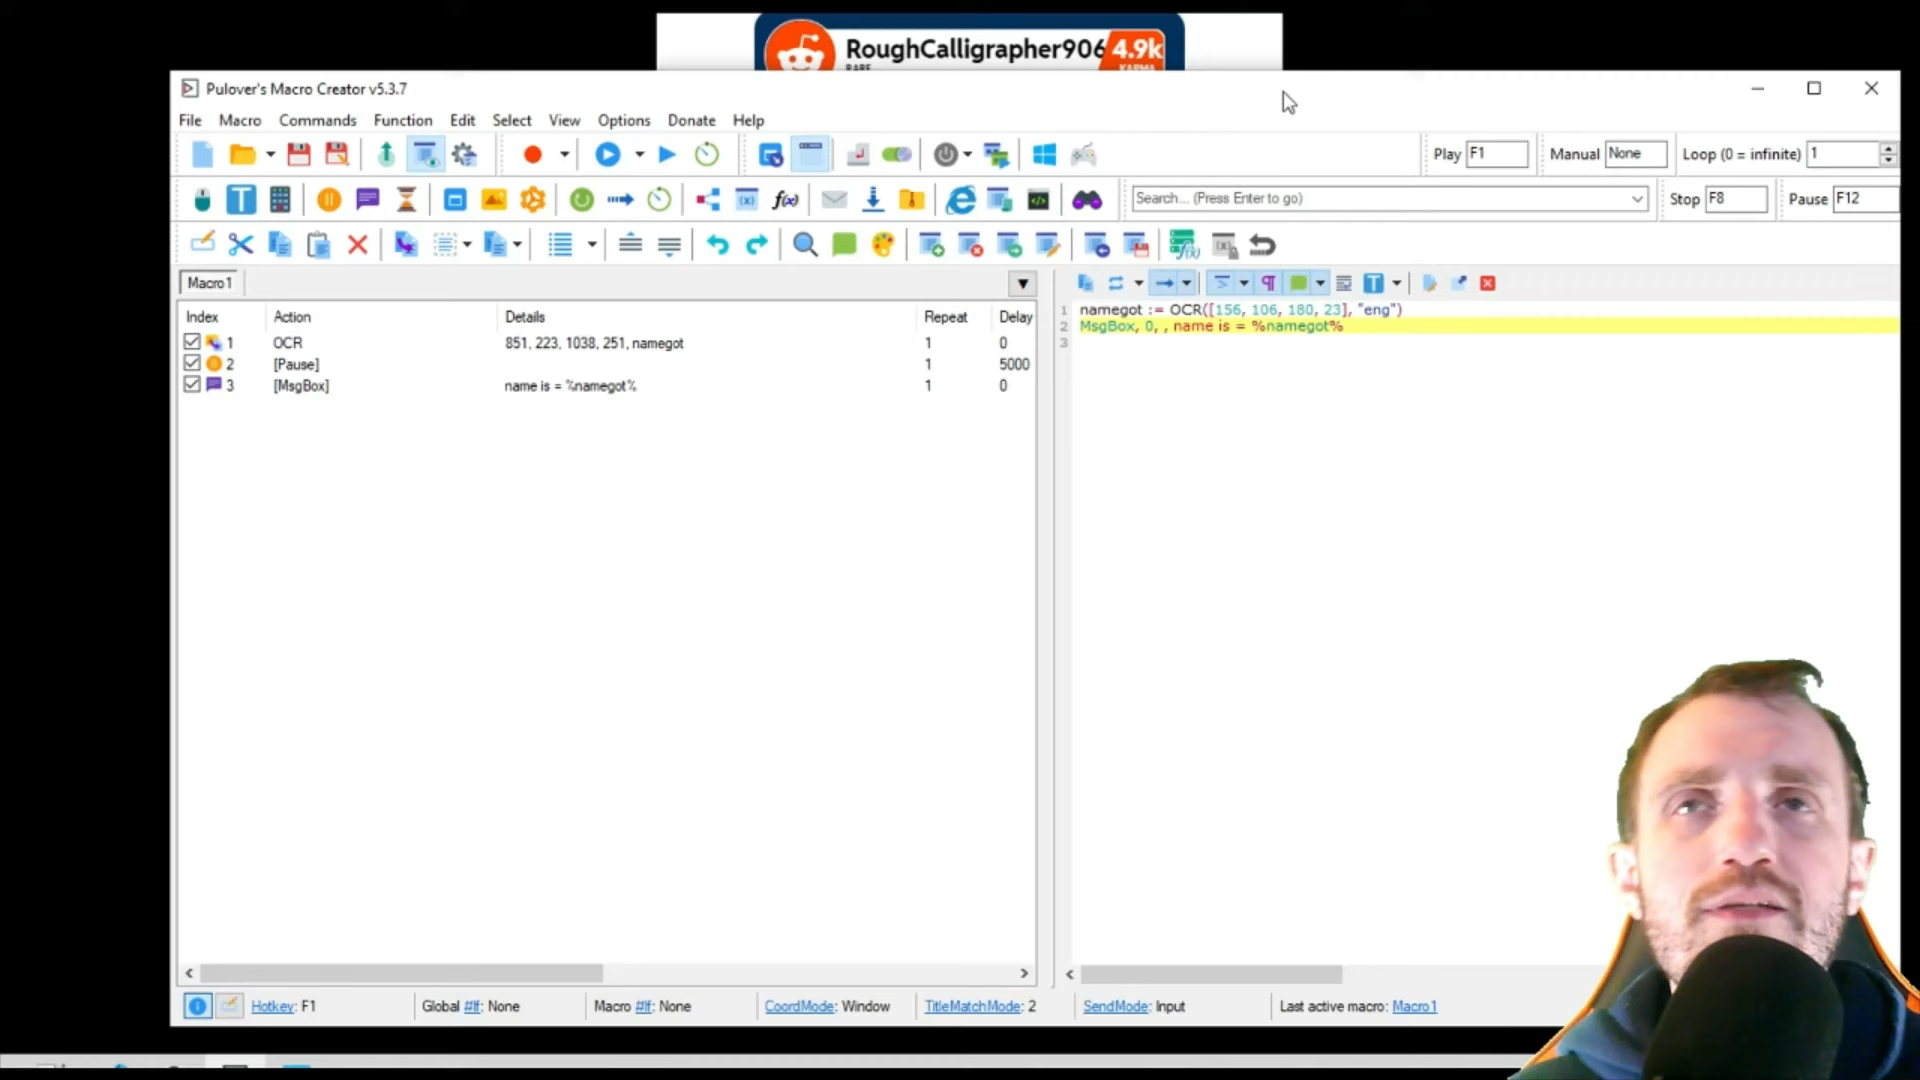 RoughCalligrapher906
4.9k
Pulover's Macro Creator v5.3.7
File Macro Commands Function Edit Select View Options Donate Help
Play F1 Manual None Loop (0 = infinite) 1
Search... (Press Enter to go) Stop F8 Pause F12
Macro1
Index Action Details Repeat Delay
1 OCR 851, 223, 1038, 251, namegot 1 0
2 [Pause] 1 5000
3 [MsgBox] name is = %namegot% 1 0
1 namegot := OCR([156, 106, 180, 23], "eng")
2 MsgBox, 0, , name is = %namegot%
3
Hotkey: F1 Global #If: None Macro #If: None CoordMode: Window TitleMatchMode: 2 SendMode: Input Last active macro: Macro1